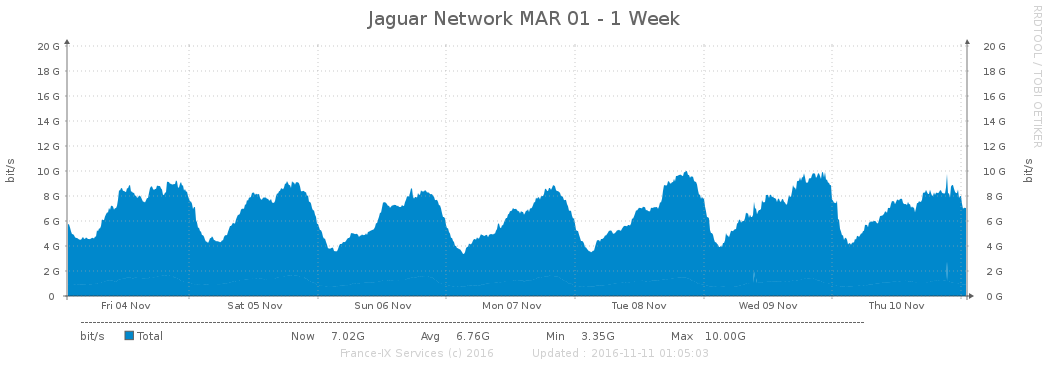 Jaguar Network MAR 01 - 1 Week
RRDTOOL / TOBI OETIKER
20 G 20 G
18 G 18 G
16 G 16 G
14 G 14 G
12 G 12 G
10 G 10 G
8 G 8 G
6 G 6 G
4 G 4 G
2 G 2 G
0 0 G
bit/s
bit/s
Fri 04 Nov Sat 05 Nov Sun 06 Nov Mon 07 Nov Tue 08 Nov Wed 09 Nov Thu 10 Nov
bit/s Total Now 7.02G Avg 6.76G Min 3.35G Max 10.00G
France-IX Services (c) 2016 Updated : 2016-11-11 01:05:03